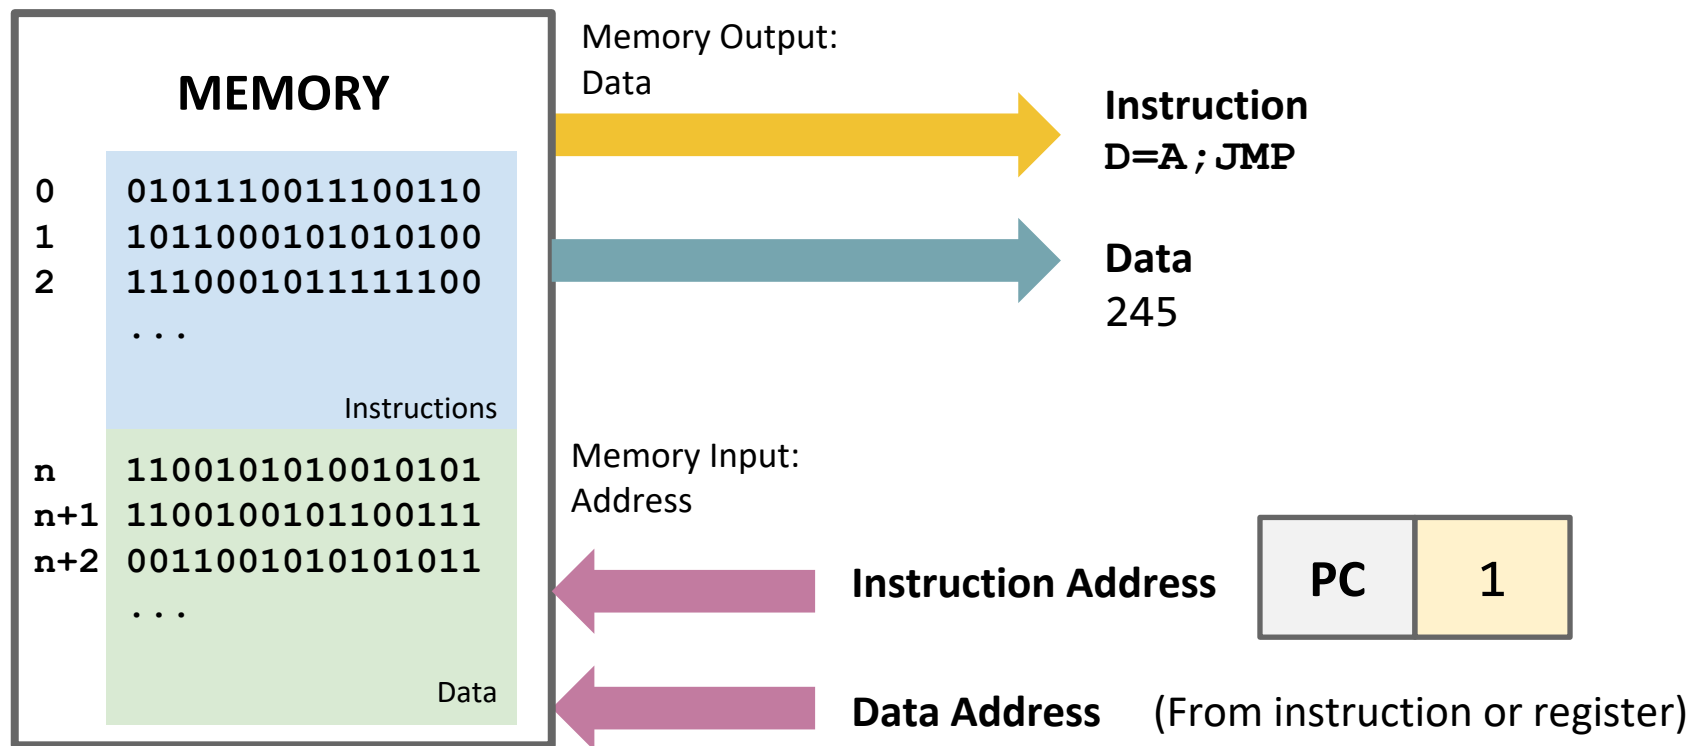 MEMORY
0 0101110011100110
1 1011000101010100
2 1110001011111100
...
Instructions
n 1100101010010101
n+1 1100100101100111
n+2 0011001010101011
...
Data
Memory Output:
Data
Instruction
D=A;JMP
Data
245
Memory Input:
Address
Instruction Address PC 1
Data Address (From instruction or register)